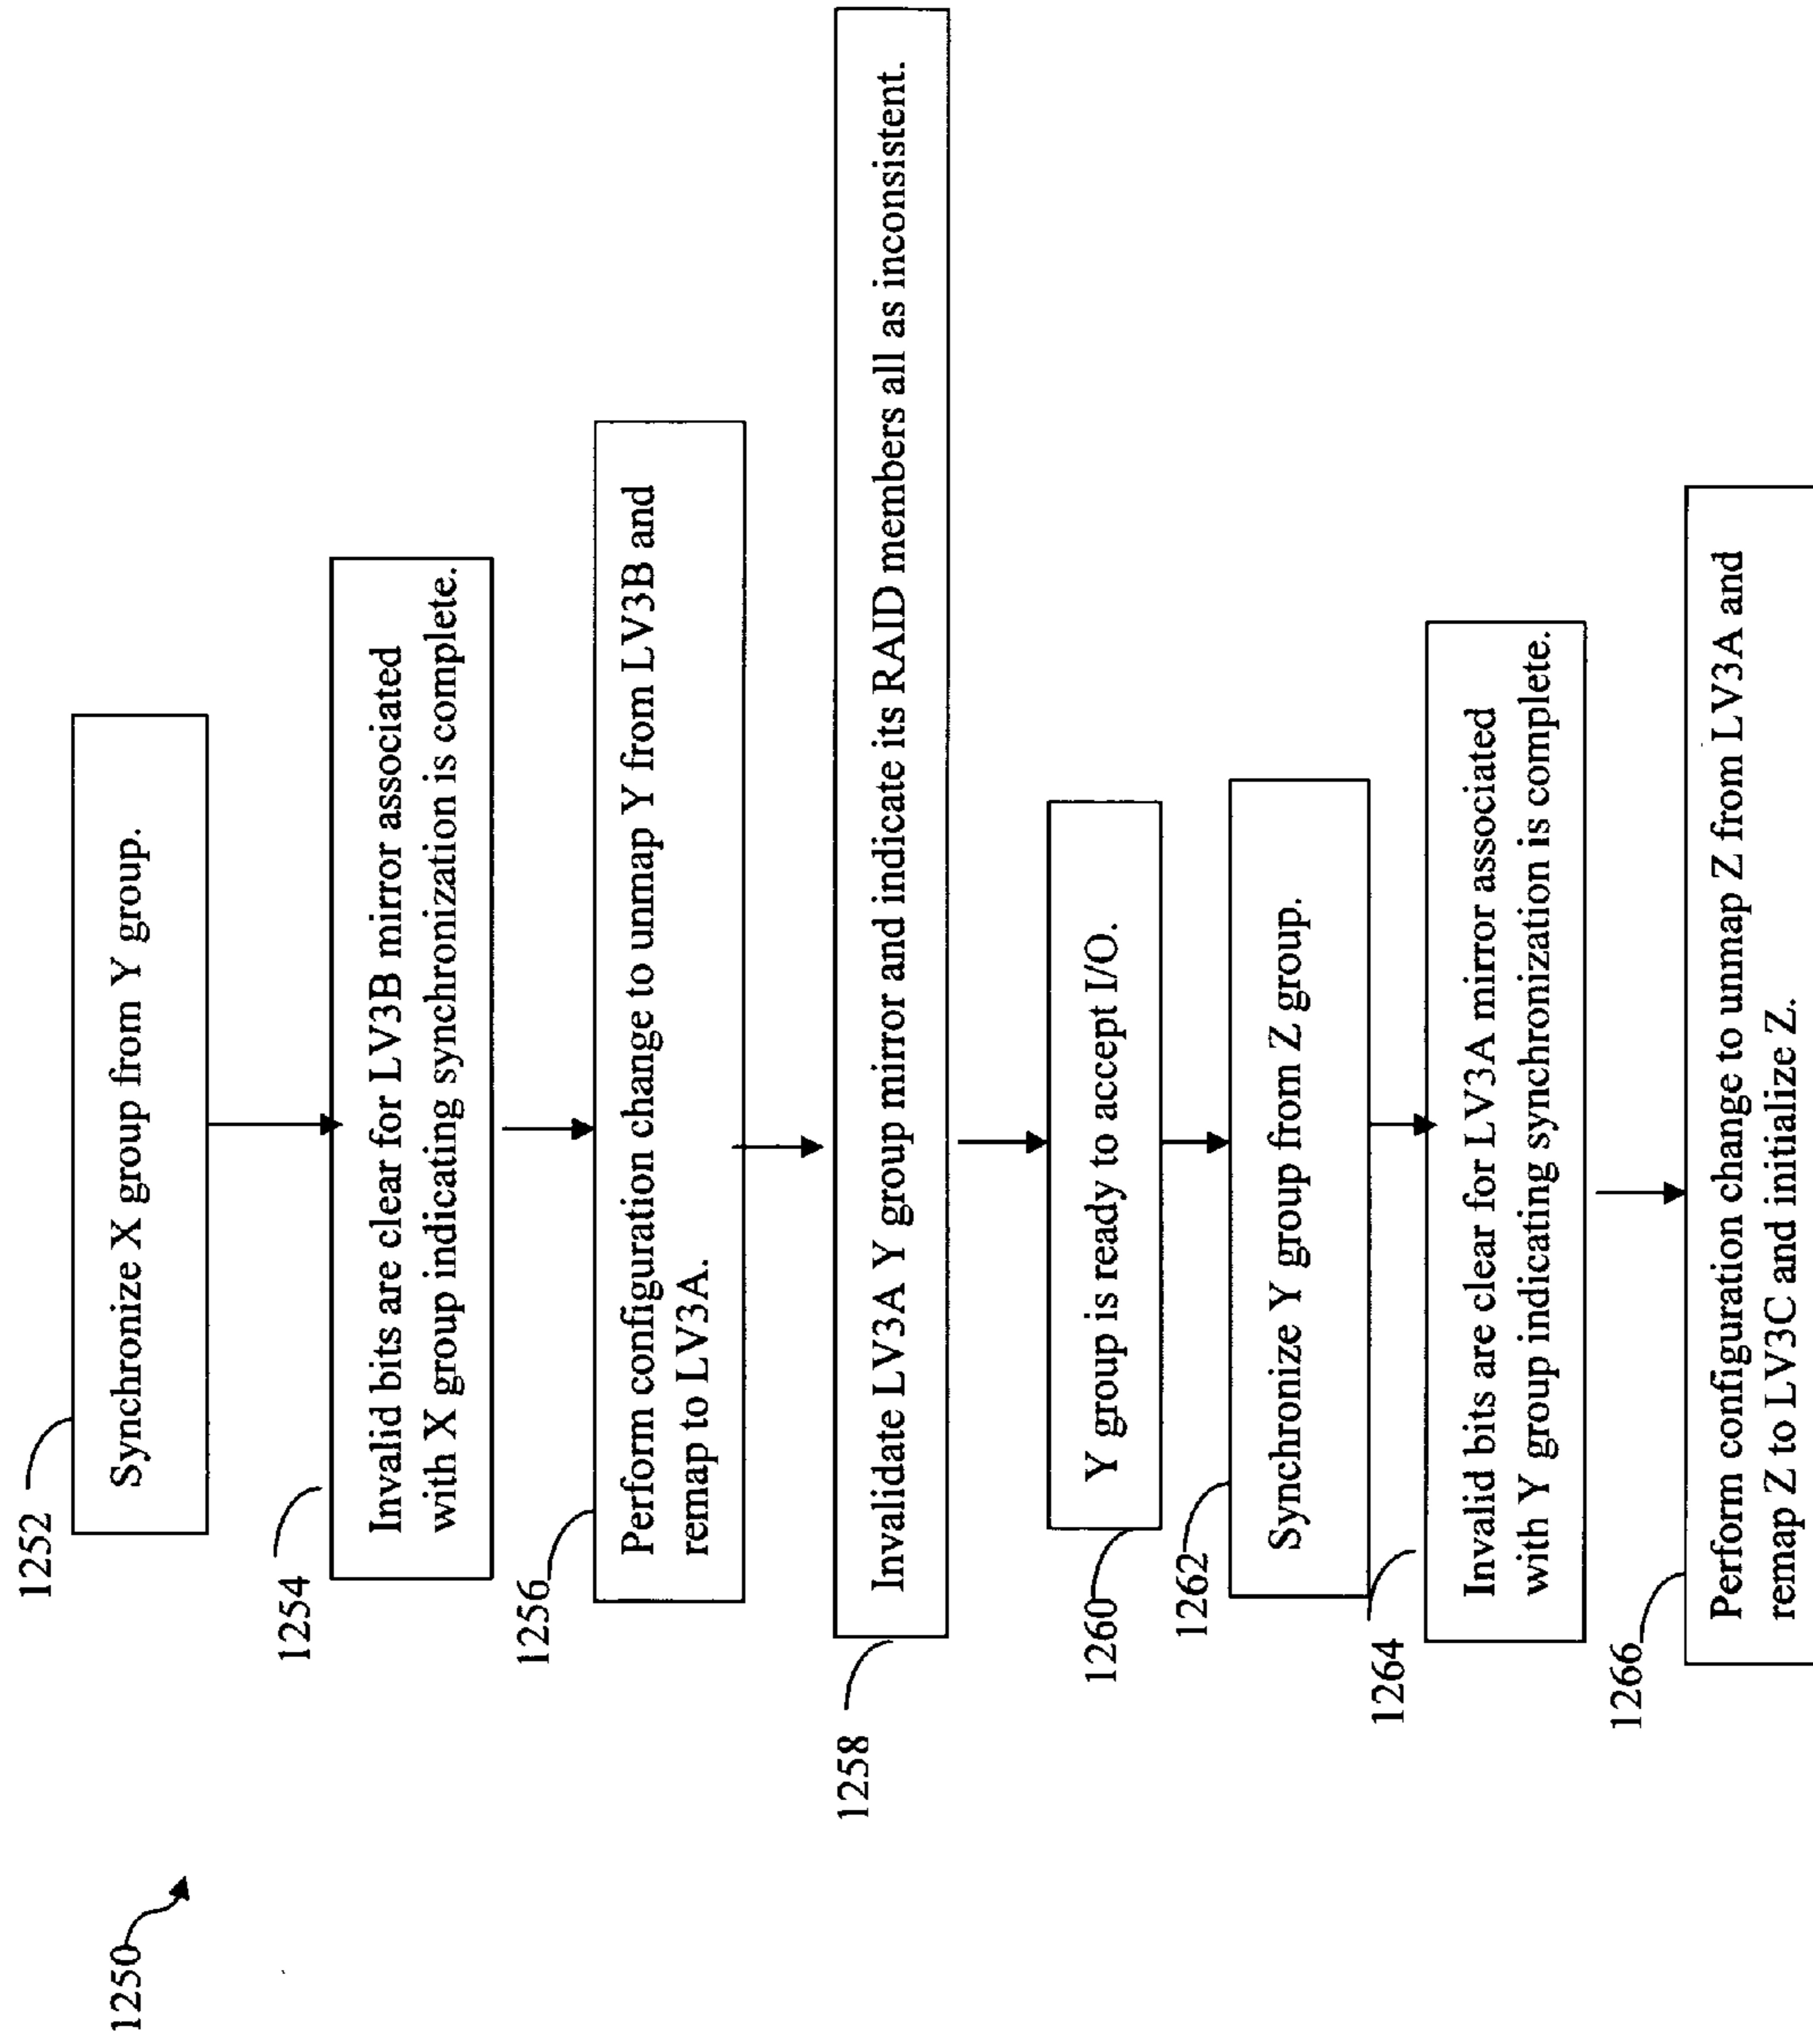 1250
1252
Synchronize X group from Y group.
1254
Invalid bits are clear for LV3B mirror associated
with X group indicating synchronization is complete.
1256
Perform configuration change to unmap Y from LV3B and
remap to LV3A.
1258
Invalidate LV3A Y group mirror and indicate its RAID members all as inconsistent.
1260
Y group is ready to accept I/O.
1262
Synchronize Y group from Z group.
1264
Invalid bits are clear for LV3A mirror associated
with Y group indicating synchronization is complete.
1266
Perform configuration change to unmap Z from LV3A and
remap Z to LV3C and initialize Z.